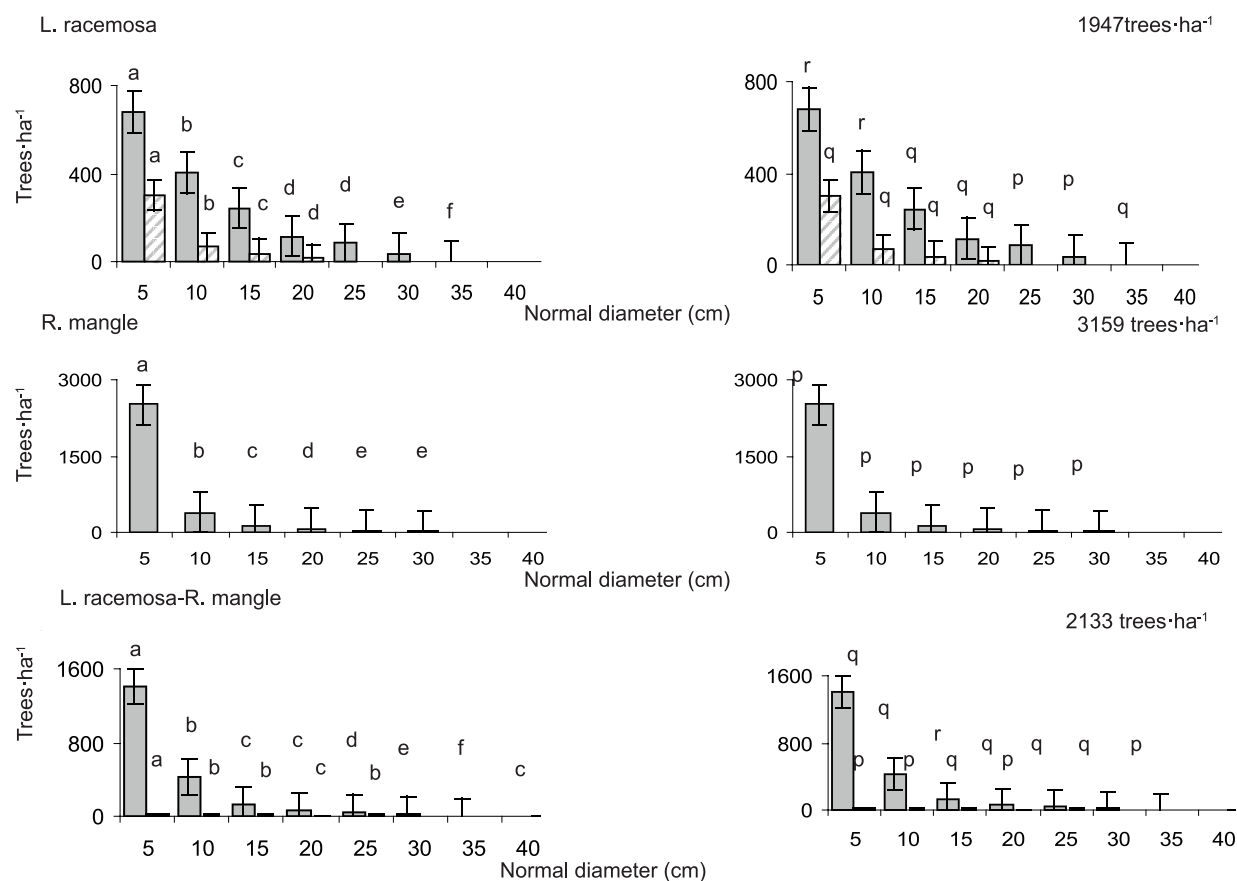 L. racemosa
1947trees·ha⁻¹
Trees·ha⁻¹
800
400
0
a
a
b
b
c
c
d
d
d
e
f
5 10 15 20 25 30 35 40
800
400
0
r
q
r
q
q
q
q
q
p
p
q
5 10 15 20 25 30 35 40
Normal diameter (cm)
R. mangle
3159 trees·ha⁻¹
Trees·ha⁻¹
3000
1500
0
a
b c d e e
5 10 15 20 25 30 35 40
3000
1500
0
p
p p p p p
5 10 15 20 25 30 35 40
Normal diameter (cm)
L. racemosa-R. mangle
2133 trees·ha⁻¹
Trees·ha⁻¹
1600
800
0
a
a
b
b
c
b
c
c
d
b
e
f
c
5 10 15 20 25 30 35 40
1600
800
0
q
p
q
p
r
q
q
p
q
q
p
5 10 15 20 25 30 35 40
Normal diameter (cm)